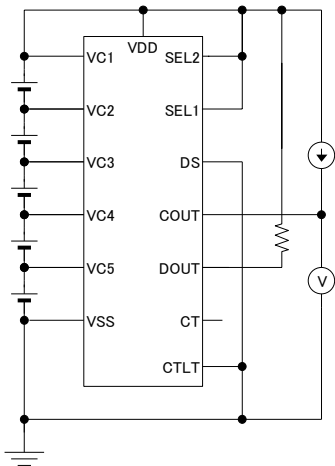 VDD
VC1 SEL2
VC2 SEL1
VC3 DS
VC4 COUT
VC5 DOUT
VSS CT
CTLT
V